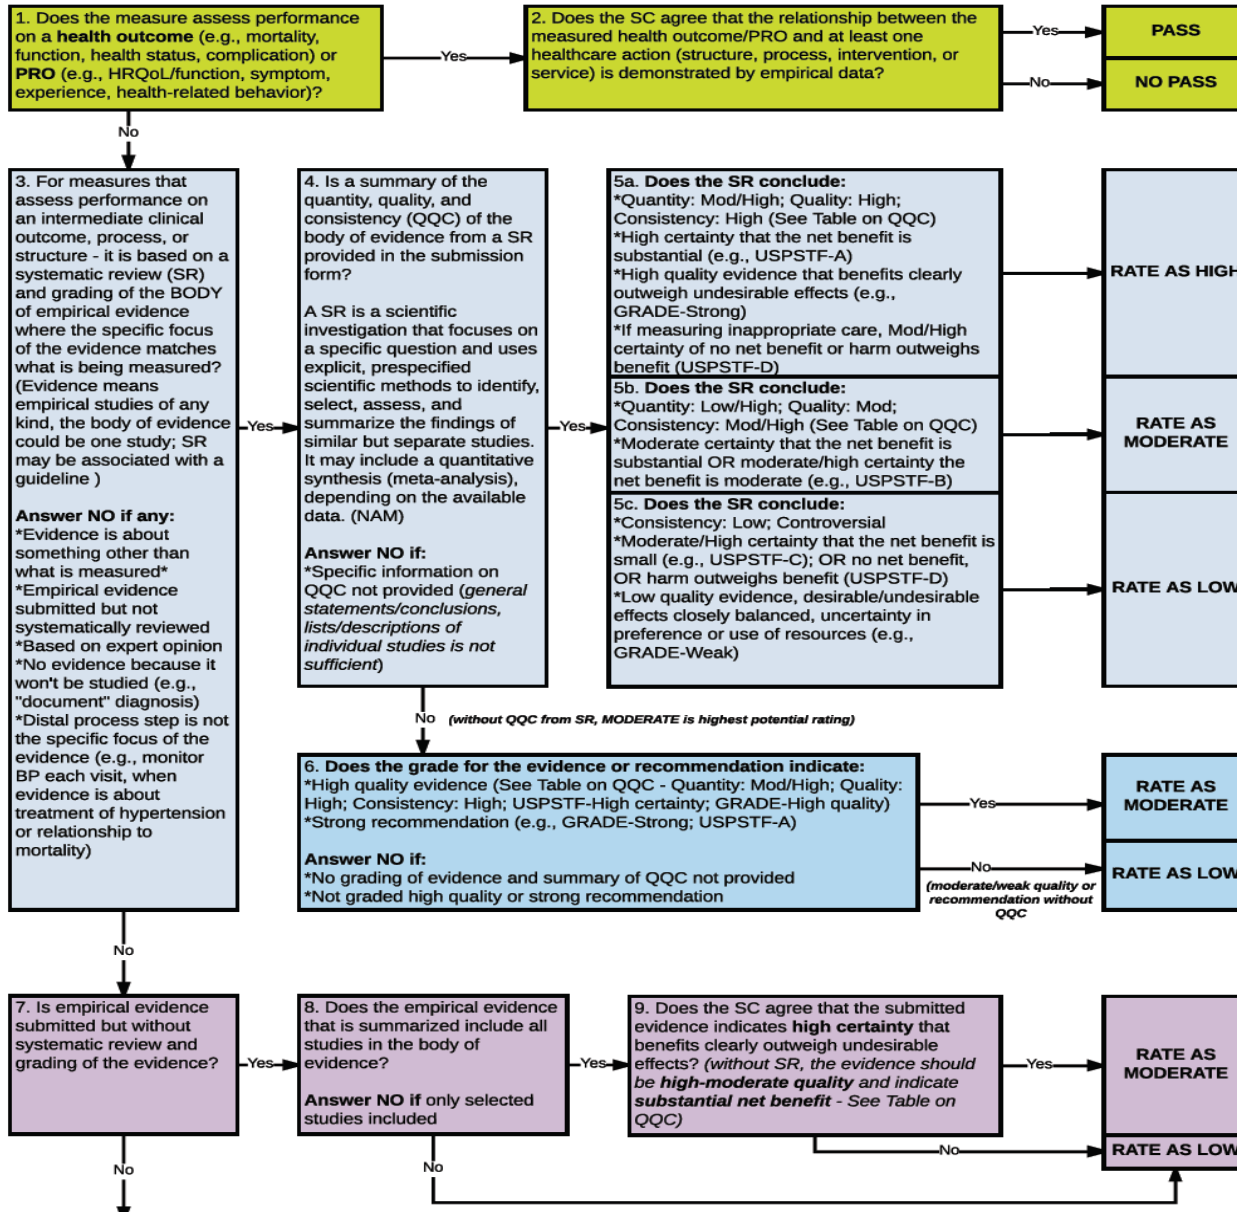 1. Does the measure assess performance
on a health outcome (e.g., mortality,
function, health status, complication) or
PRO (e.g., HRQoL/function, symptom,
experience, health-related behavior)?
Yes
2. Does the SC agree that the relationship between the
measured health outcome/PRO and at least one
healthcare action (structure, process, intervention, or
service) is demonstrated by empirical data?
Yes
PASS
No
NO PASS
No
3. For measures that
assess performance on
an intermediate clinical
outcome, process, or
structure - it is based on a
systematic review (SR)
and grading of the BODY
of empirical evidence
where the specific focus
of the evidence matches
what is being measured?
(Evidence means
empirical studies of any
kind, the body of evidence
could be one study; SR
may be associated with a
guideline )
Answer NO if any:
*Evidence is about
something other than
what is measured*
*Empirical evidence
submitted but not
systematically reviewed
*Based on expert opinion
*No evidence because it
won't be studied (e.g.,
"document" diagnosis)
*Distal process step is not
the specific focus of the
evidence (e.g., monitor
BP each visit, when
evidence is about
treatment of hypertension
or relationship to
mortality)
Yes
4. Is a summary of the
quantity, quality, and
consistency (QQC) of the
body of evidence from a SR
provided in the submission
form?
A SR is a scientific
investigation that focuses on
a specific question and uses
explicit, prespecified
scientific methods to identify,
select, assess, and
summarize the findings of
similar but separate studies.
It may include a quantitative
synthesis (meta-analysis),
depending on the available
data. (NAM)
Answer NO if:
*Specific information on
QQC not provided (general
statements/conclusions,
lists/descriptions of
individual studies is not
sufficient)
Yes
5a. Does the SR conclude:
*Quantity: Mod/High; Quality: High;
Consistency: High (See Table on QQC)
*High certainty that the net benefit is
substantial (e.g., USPSTF-A)
*High quality evidence that benefits clearly
outweigh undesirable effects (e.g.,
GRADE-Strong)
*If measuring inappropriate care, Mod/High
certainty of no net benefit or harm outweighs
benefit (USPSTF-D)
RATE AS HIGH
5b. Does the SR conclude:
*Quantity: Low/High; Quality: Mod;
Consistency: Mod/High (See Table on QQC)
*Moderate certainty that the net benefit is
substantial OR moderate/high certainty the
net benefit is moderate (e.g., USPSTF-B)
RATE AS
MODERATE
5c. Does the SR conclude:
*Consistency: Low; Controversial
*Moderate/High certainty that the net benefit is
small (e.g., USPSTF-C); OR no net benefit,
OR harm outweighs benefit (USPSTF-D)
*Low quality evidence, desirable/undesirable
effects closely balanced, uncertainty in
preference or use of resources (e.g.,
GRADE-Weak)
RATE AS LOW
No (without QQC from SR, MODERATE is highest potential rating)
6. Does the grade for the evidence or recommendation indicate:
*High quality evidence (See Table on QQC - Quantity: Mod/High; Quality:
High; Consistency: High; USPSTF-High certainty; GRADE-High quality)
*Strong recommendation (e.g., GRADE-Strong; USPSTF-A)
Answer NO if:
*No grading of evidence and summary of QQC not provided
*Not graded high quality or strong recommendation
Yes
RATE AS
MODERATE
No
(moderate/weak quality or
recommendation without
QQC
RATE AS LOW
No
7. Is empirical evidence
submitted but without
systematic review and
grading of the evidence?
Yes
8. Does the empirical evidence
that is summarized include all
studies in the body of
evidence?
Answer NO if only selected
studies included
Yes
9. Does the SC agree that the submitted
evidence indicates high certainty that
benefits clearly outweigh undesirable
effects? (without SR, the evidence should
be high-moderate quality and indicate
substantial net benefit - See Table on
QQC)
Yes
RATE AS
MODERATE
No
RATE AS LOW
No
No